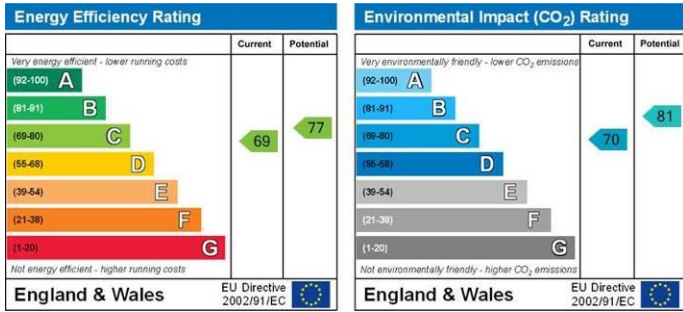 Energy Efficiency Rating
Current Potential
Very energy efficient - lower running costs
(92-100) A
(81-91) B
(69-80) C
(55-68) D
(39-54) E
(21-38) F
(1-20) G
69
77
Not energy efficient - higher running costs
England & Wales
EU Directive
2002/91/EC
Environmental Impact (CO2) Rating
Current Potential
Very environmentally friendly - lower CO2 emissions
(92-100) A
(81-91) B
(69-80) C
(55-68) D
(39-54) E
(21-38) F
(1-20) G
70
81
Not environmentally friendly - higher CO2 emissions
England & Wales
EU Directive
2002/91/EC